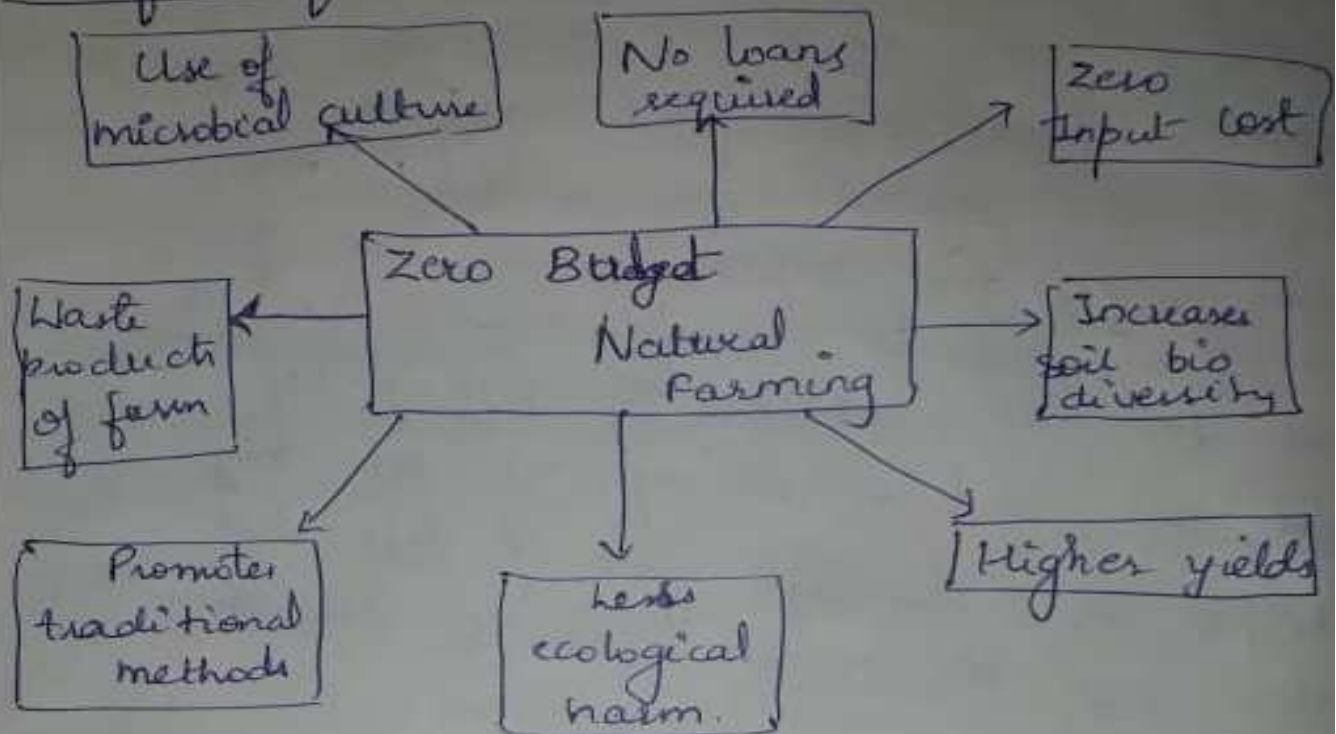 Use of
microbial culture
No loans
required
Zero
Input cost
Zero Budget
Natural
Farming
Waste
product
of farm
Increases
soil bio
diversity
Promotes
traditional
methods
Less
ecological
harm.
Higher yields